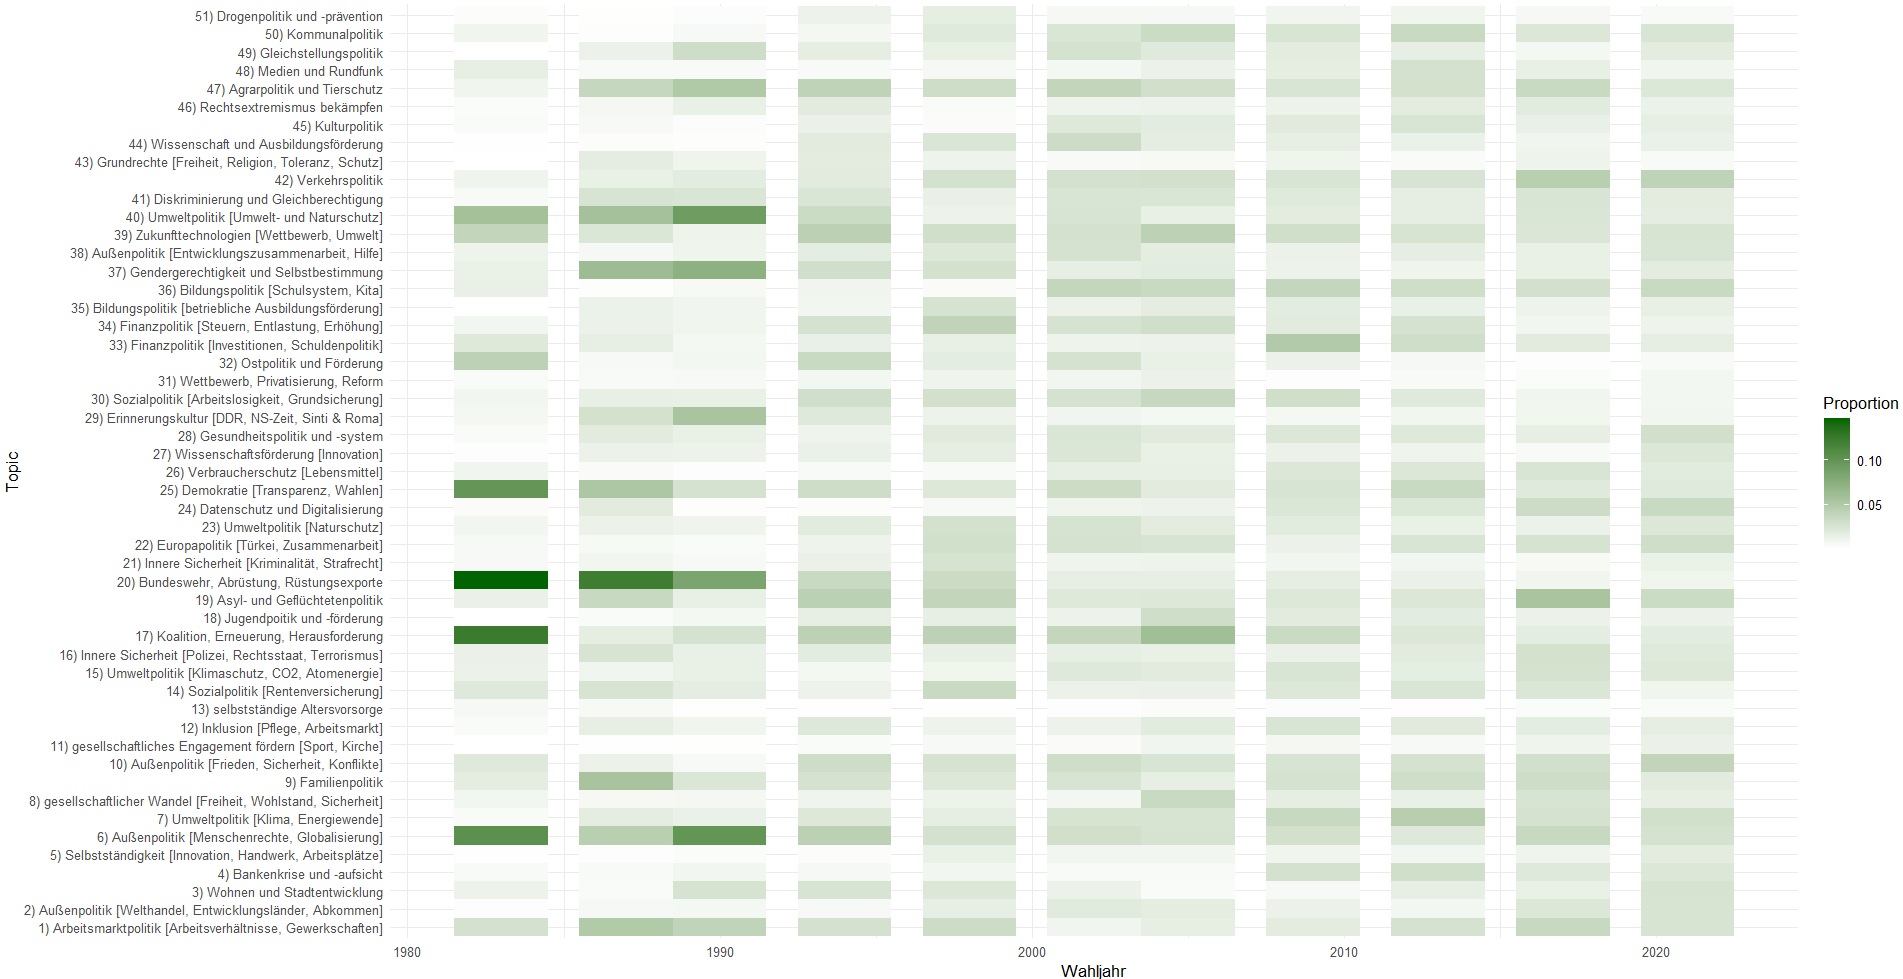 51) Drogenpolitik und -prävention
50) Kommunalpolitik
49) Gleichstellungspolitik
48) Medien und Rundfunk
47) Agrarpolitik und Tierschutz
46) Rechtsextremismus bekämpfen
45) Kulturpolitik
44) Wissenschaft und Ausbildungsförderung
43) Grundrechte [Freiheit, Religion, Toleranz, Schutz]
42) Verkehrspolitik
41) Diskriminierung und Gleichberechtigung
40) Umweltpolitik [Umwelt- und Naturschutz]
39) Zukunfttechnologien [Wettbewerb, Umwelt]
38) Außenpolitik [Entwicklungszusammenarbeit, Hilfe]
37) Gendergerechtigkeit und Selbstbestimmung
36) Bildungspolitik [Schulsystem, Kita]
35) Bildungspolitik [betriebliche Ausbildungsförderung]
34) Finanzpolitik [Steuern, Entlastung, Erhöhung]
33) Finanzpolitik [Investitionen, Schuldenpolitik]
32) Ostpolitik und Förderung
31) Wettbewerb, Privatisierung, Reform
30) Sozialpolitik [Arbeitslosigkeit, Grundsicherung]
29) Erinnerungskultur [DDR, NS-Zeit, Sinti & Roma]
28) Gesundheitspolitik und -system
27) Wissenschaftsförderung [Innovation]
26) Verbraucherschutz [Lebensmittel]
25) Demokratie [Transparenz, Wahlen]
24) Datenschutz und Digitalisierung
23) Umweltpolitik [Naturschutz]
22) Europapolitik [Türkei, Zusammenarbeit]
21) Innere Sicherheit [Kriminalität, Strafrecht]
20) Bundeswehr, Abrüstung, Rüstungsexporte
19) Asyl- und Geflüchtetenpolitik
18) Jugendpoitik und -förderung
17) Koalition, Erneuerung, Herausforderung
16) Innere Sicherheit [Polizei, Rechtsstaat, Terrorismus]
15) Umweltpolitik [Klimaschutz, CO2, Atomenergie]
14) Sozialpolitik [Rentenversicherung]
13) selbstständige Altersvorsorge
12) Inklusion [Pflege, Arbeitsmarkt]
11) gesellschaftliches Engagement fördern [Sport, Kirche]
10) Außenpolitik [Frieden, Sicherheit, Konflikte]
9) Familienpolitik
8) gesellschaftlicher Wandel [Freiheit, Wohlstand, Sicherheit]
7) Umweltpolitik [Klima, Energiewende]
6) Außenpolitik [Menschenrechte, Globalisierung]
5) Selbstständigkeit [Innovation, Handwerk, Arbeitsplätze]
4) Bankenkrise und -aufsicht
3) Wohnen und Stadtentwicklung
2) Außenpolitik [Welthandel, Entwicklungsländer, Abkommen]
1) Arbeitsmarktpolitik [Arbeitsverhältnisse, Gewerkschaften]
Topic
1980 1990 2000 2010 2020
Wahljahr
Proportion
0.10
0.05